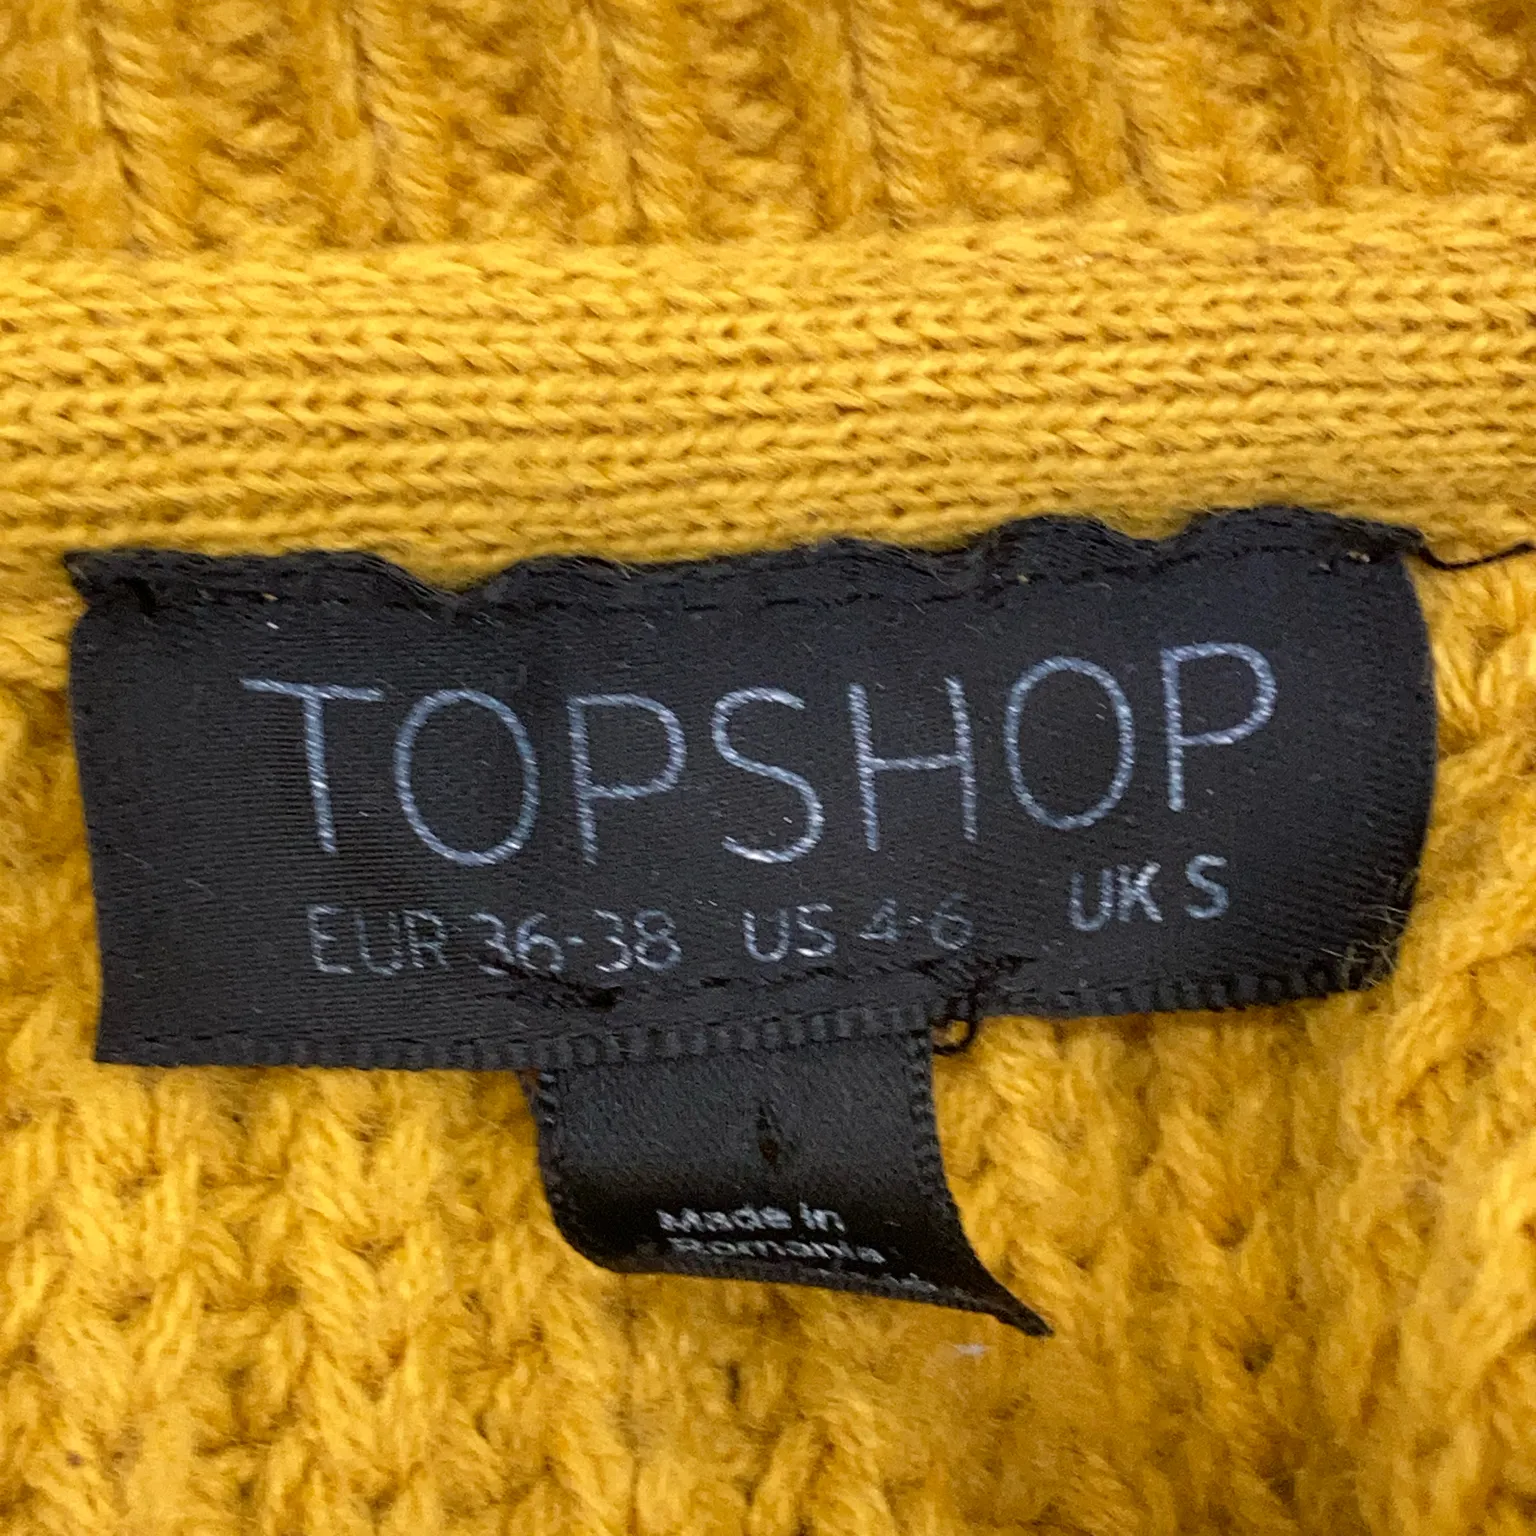 TOPSHOP
EUR 36-38 US 4-6 UK S
Made in
Romania